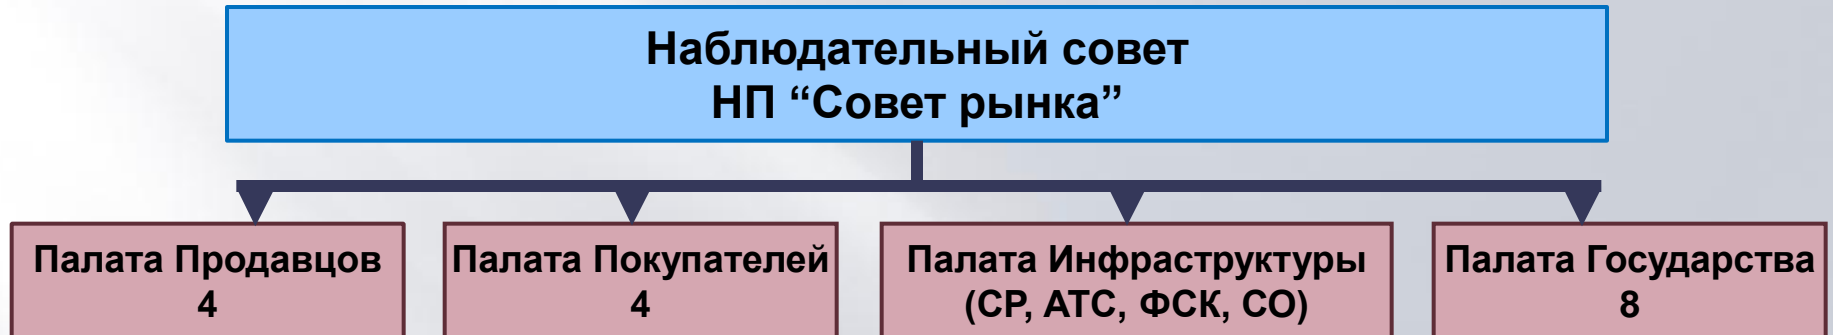 Наблюдательный совет
НП “Совет рынка”
Палата Продавцов
4
Палата Покупателей
4
Палата Инфраструктуры
(СР, АТС, ФСК, СО)
Палата Государства
8